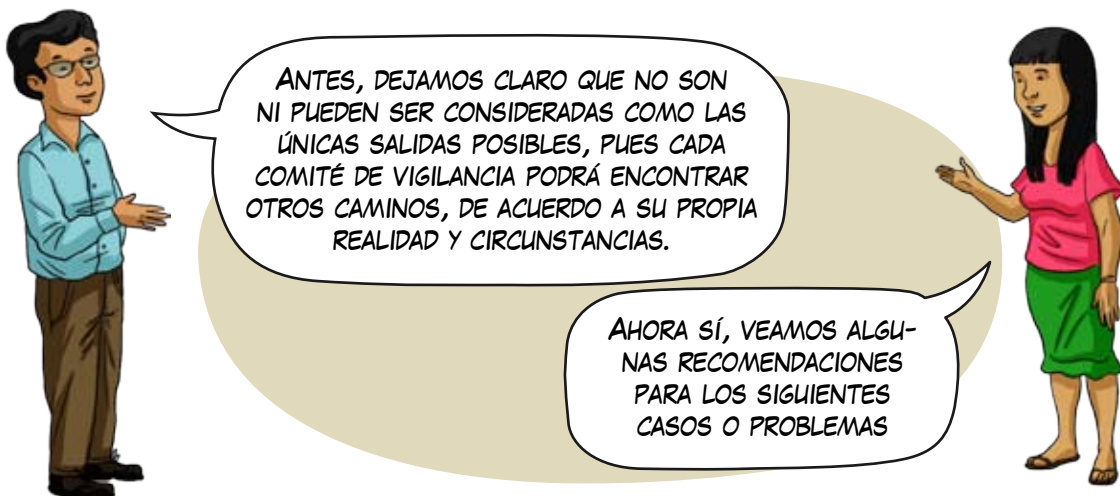 ANTES, DEJAMOS CLARO QUE NO SON
NI PUEDEN SER CONSIDERADAS COMO LAS
ÚNICAS SALIDAS POSIBLES, PUES CADA
COMITÉ DE VIGILANCIA PODRÁ ENCONTRAR
OTROS CAMINOS, DE ACUERDO A SU PROPIA
REALIDAD Y CIRCUNSTANCIAS.
AHORA SÍ, VEAMOS ALGU-
NAS RECOMENDACIONES
PARA LOS SIGUIENTES
CASOS O PROBLEMAS